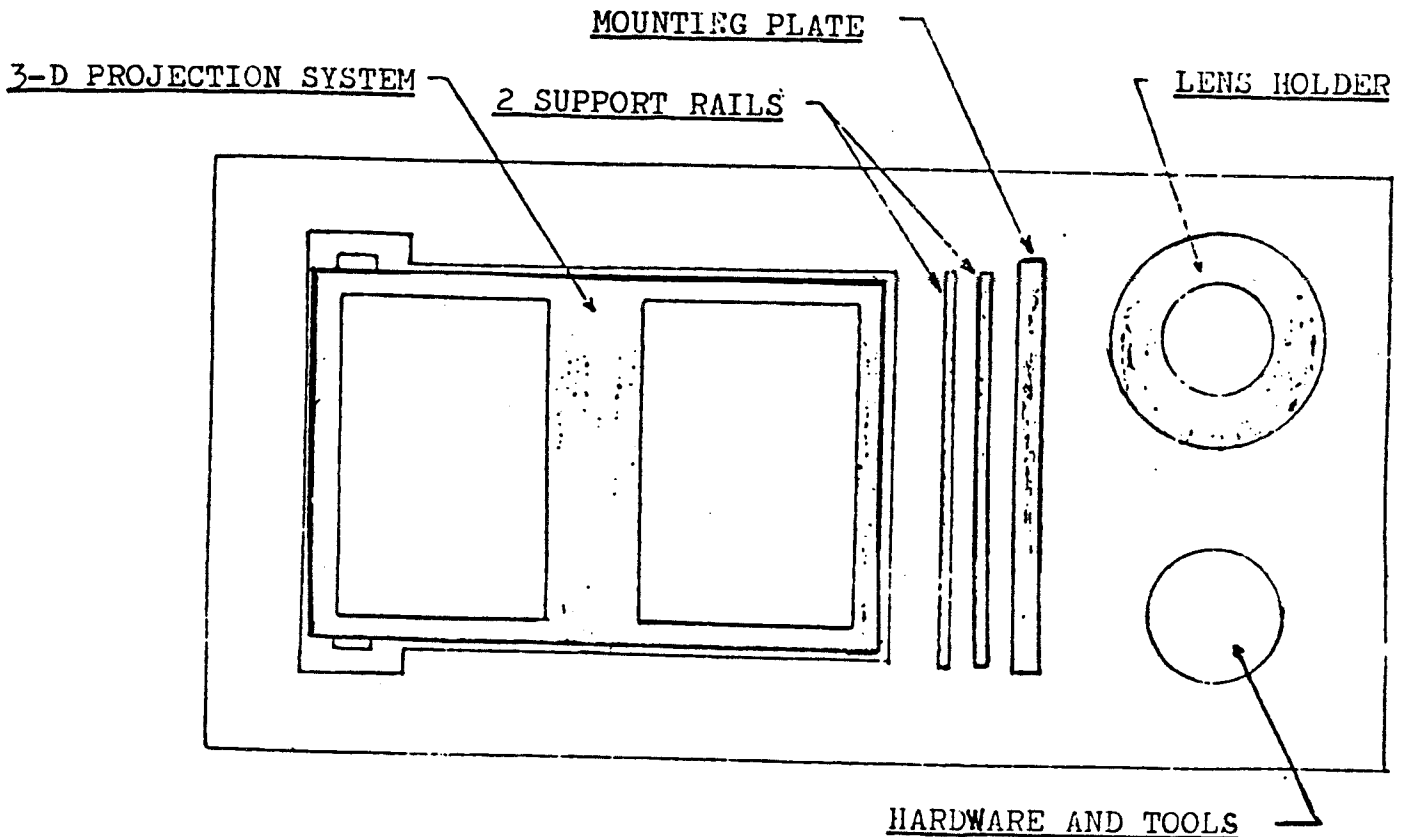 MOUNTING PLATE
3-D PROJECTION SYSTEM
LENS HOLDER
2 SUPPORT RAILS
HARDWARE AND TOOLS